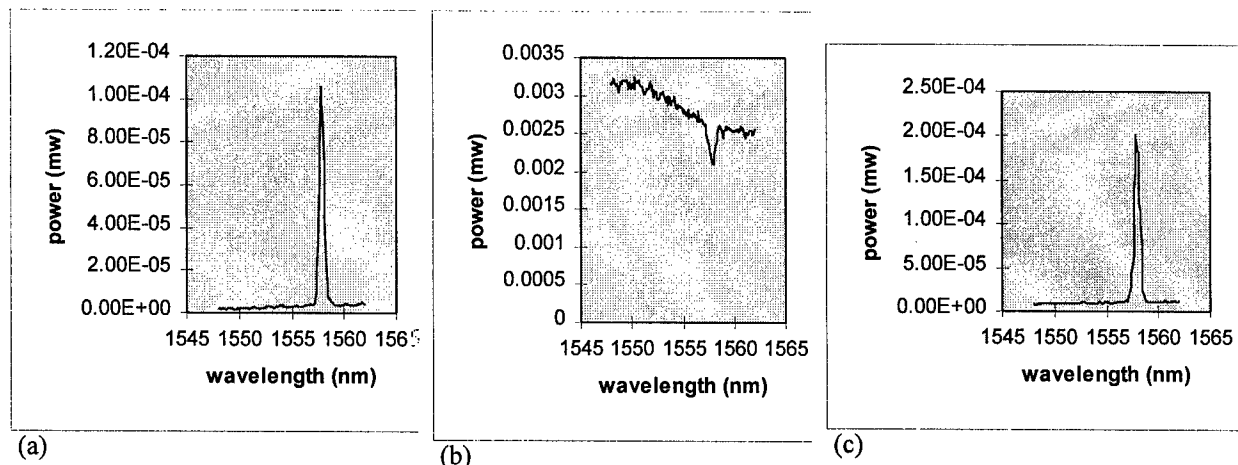 1.20E-04
1.00E-04
8.00E-05
6.00E-05
4.00E-05
2.00E-05
0.00E+00
power (mw)
1545 1550 1555 1560 1565
wavelength (nm)
(a)
0.0035
0.003
0.0025
0.002
0.0015
0.001
0.0005
0
power (mw)
1545 1550 1555 1560 1565
wavelength (nm)
(b)
2.50E-04
2.00E-04
1.50E-04
1.00E-04
5.00E-05
0.00E+00
power (mw)
1545 1550 1555 1560 1565
wavelength (nm)
(c)